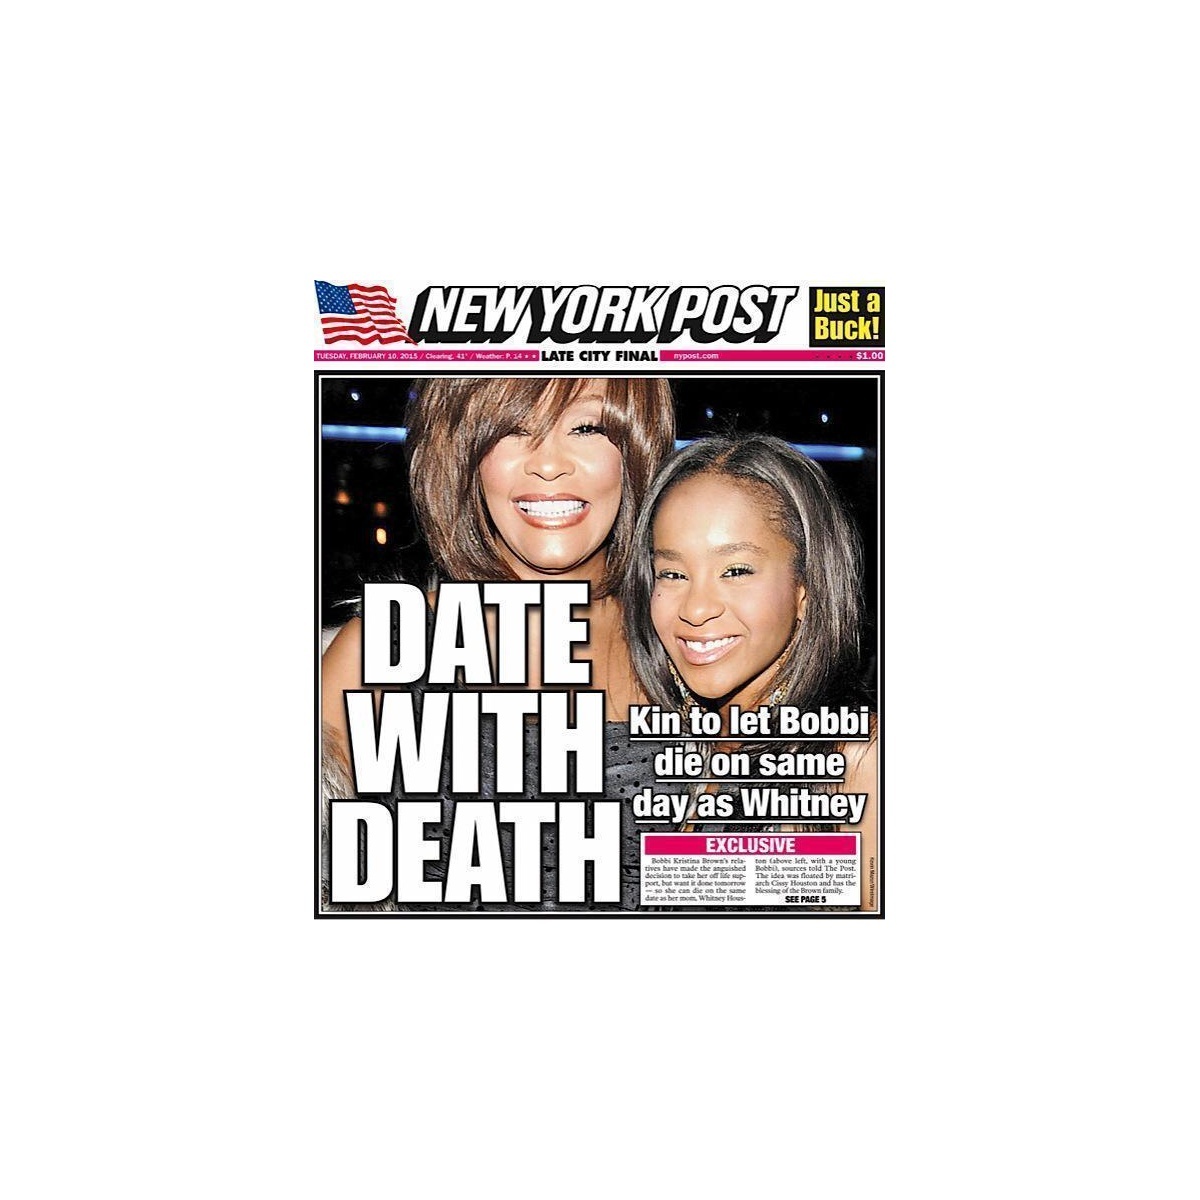 NEW YORK POST
Just a
Buck!
TUESDAY, FEBRUARY 10, 2015 / Clearing, 41° / Weather: P. 14 ★ ★ LATE CITY FINAL nypost.com $1.00
DATE
WITH
DEATH
Kin to let Bobbi
die on same
day as Whitney
EXCLUSIVE
Bobbi Kristina Brown's rela-
tives have made the anguished
decision to take her off life sup-
port, but want it done tomorrow
— so she can die on the same
date as her mom, Whitney Hous-
ton (above left, with a young
Bobbi), sources told The Post.
The idea was floated by matri-
arch Cissy Houston and has the
blessing of the Brown family.
SEE PAGE 5